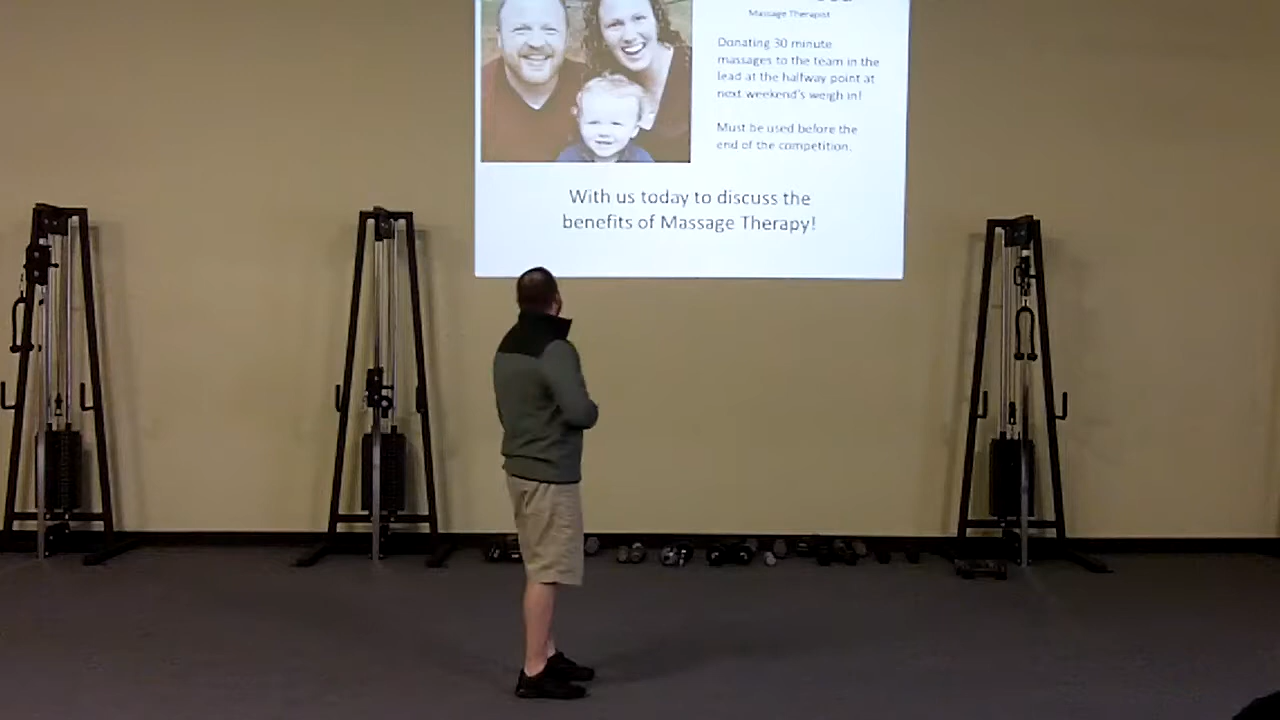 Massage Therapist
Donating 30 minute
massages to the team in the
lead at the halfway point at
next weekend's weigh in!
Must be used before the
end of the competition.
With us today to discuss the
benefits of Massage Therapy!